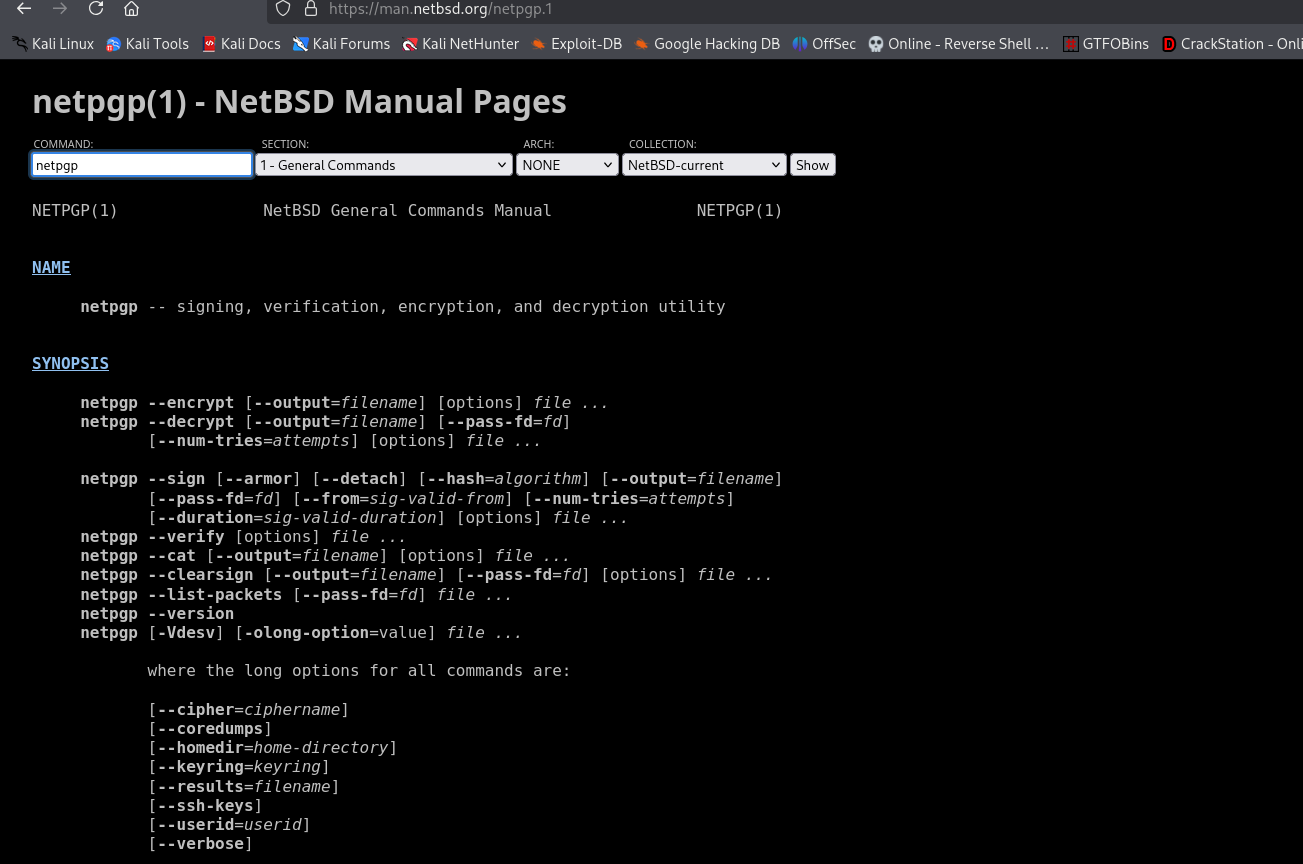 https://man.netbsd.org/netpgp.1
Kali Linux Kali Tools Kali Docs Kali Forums Kali NetHunter Exploit-DB Google Hacking DB OffSec Online - Reverse Shell ... GTFOBins CrackStation - Onli
netpgp(1) - NetBSD Manual Pages
COMMAND: SECTION: ARCH: COLLECTION:
netpgp 1 - General Commands NONE NetBSD-current Show
NETPGP(1) NetBSD General Commands Manual NETPGP(1)
NAME
netpgp -- signing, verification, encryption, and decryption utility
SYNOPSIS
netpgp --encrypt [--output=filename] [options] file ...
netpgp --decrypt [--output=filename] [--pass-fd=fd]
[--num-tries=attempts] [options] file ...
netpgp --sign [--armor] [--detach] [--hash=algorithm] [--output=filename]
[--pass-fd=fd] [--from=sig-valid-from] [--num-tries=attempts]
[--duration=sig-valid-duration] [options] file ...
netpgp --verify [options] file ...
netpgp --cat [--output=filename] [options] file ...
netpgp --clearsign [--output=filename] [--pass-fd=fd] [options] file ...
netpgp --list-packets [--pass-fd=fd] file ...
netpgp --version
netpgp [-Vdesv] [-olong-option=value] file ...
where the long options for all commands are:
[--cipher=ciphername]
[--coredumps]
[--homedir=home-directory]
[--keyring=keyring]
[--results=filename]
[--ssh-keys]
[--userid=userid]
[--verbose]